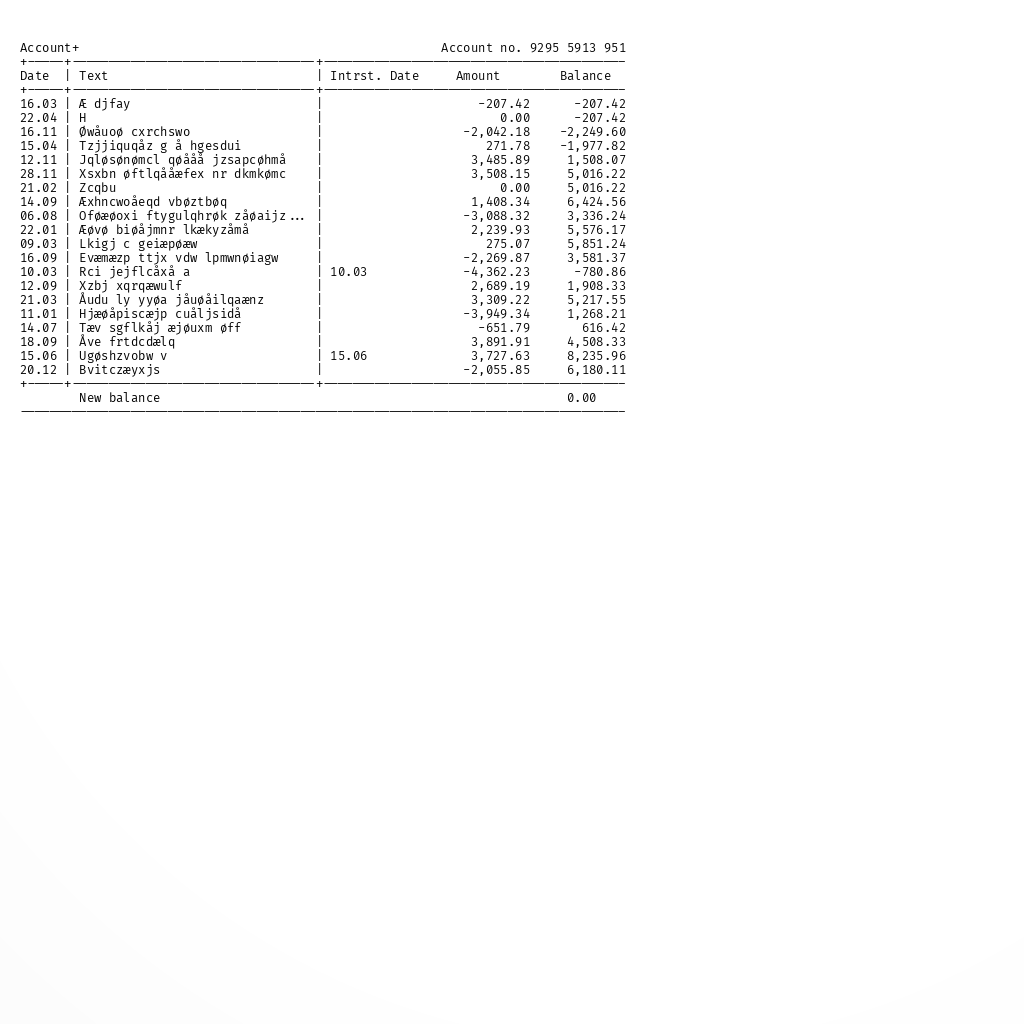 Account+ Account no. 9295 5913 951
+-----+---------------------------------+-----------------------------------------
Date | Text | Intrst. Date Amount Balance
+-----+---------------------------------+-----------------------------------------
16.03 | Æ djfay | -207.42 -207.42
22.04 | H | 0.00 -207.42
16.11 | Øwåuoø cxrchswo | -2,042.18 -2,249.60
15.04 | Tzjjiquqåz g å hgesdui | 271.78 -1,977.82
12.11 | Jqløsønømcl qøååå jzsapcøhmå | 3,485.89 1,508.07
28.11 | Xsxbn øftlqååæfex nr dkmkømc | 3,508.15 5,016.22
21.02 | Zcqbu | 0.00 5,016.22
14.09 | Æxhncwoåeqd vbøztbøq | 1,408.34 6,424.56
06.08 | Oføæøoxi ftygulqhrøk zåøaijz... | -3,088.32 3,336.24
22.01 | Æøvø biøåjmnr lkækyzåmå | 2,239.93 5,576.17
09.03 | Lkigj c geiæpøæw | 275.07 5,851.24
16.09 | Evæmæzp ttjx vdw lpmwnøiagw | -2,269.87 3,581.37
10.03 | Rci jejflcåxå a | 10.03 -4,362.23 -780.86
12.09 | Xzbj xqrqæwulf | 2,689.19 1,908.33
21.03 | Åudu ly yyøa jåuøåilqaænz | 3,309.22 5,217.55
11.01 | Hjæøåpiscæjp cuåljsidå | -3,949.34 1,268.21
14.07 | Tæv sgflkåj æjøuxm øff | -651.79 616.42
18.09 | Åve frtdcdælq | 3,891.91 4,508.33
15.06 | Ugøshzvobw v | 15.06 3,727.63 8,235.96
20.12 | Bvitczæyxjs | -2,055.85 6,180.11
+-----+---------------------------------+-----------------------------------------
New balance 0.00
----------------------------------------------------------------------------------